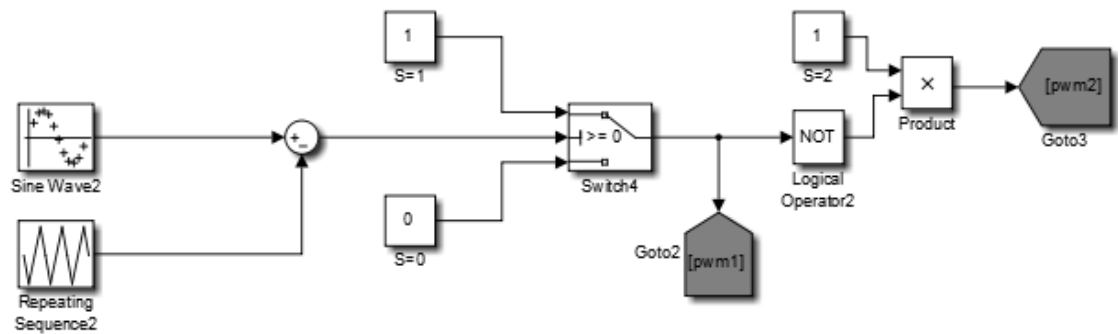 1
S=1
1
S=2
×
Product
[pwm2]
Goto3
Sine Wave2
+
-
>= 0
Switch4
NOT
Logical
Operator2
0
S=0
Goto2
[pwm1]
Repeating
Sequence2